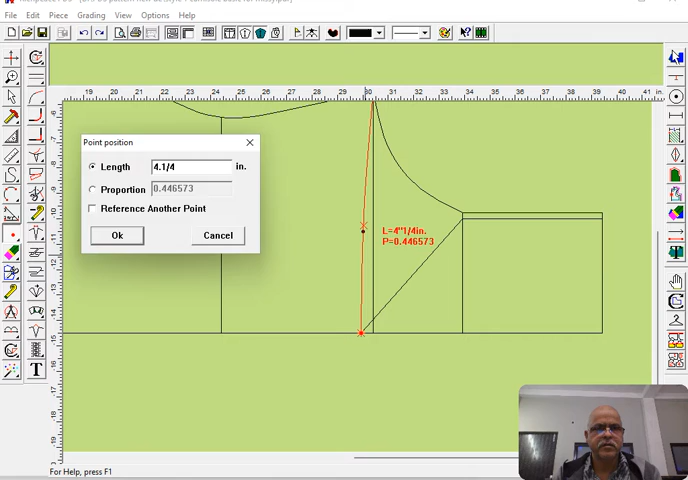 File Edit Piece Grading View Options Help
19 20 21 22 23 24 25 26 27 28 29 30 31 32 33 34 35 36 37 38 39 40 41 in.
Point position
Length 4.1/4 in.
Proportion 0.446573
Reference Another Point
Ok Cancel
L=4"1/4in.
P=0.446573
T
For Help, press F1